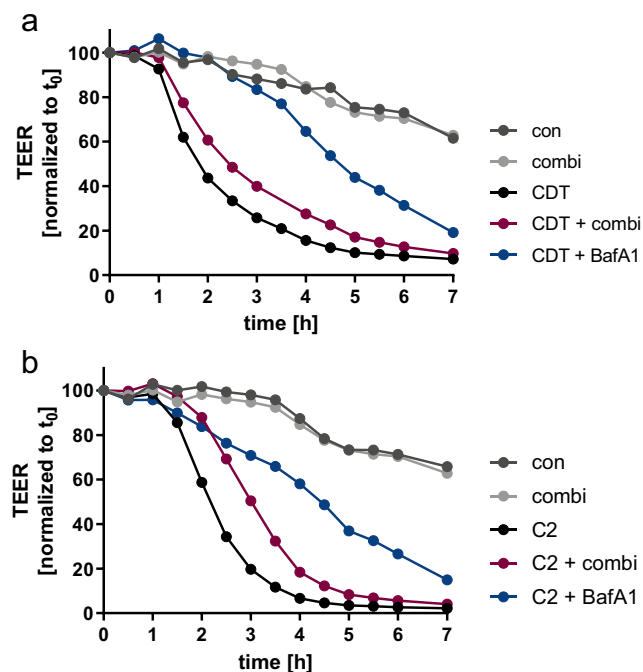 a
TEER
[normalized to t0]
100
80
60
40
20
0
0 1 2 3 4 5 6 7
time [h]
con
combi
CDT
CDT + combi
CDT + BafA1
b
TEER
[normalized to t0]
100
80
60
40
20
0
0 1 2 3 4 5 6 7
time [h]
con
combi
C2
C2 + combi
C2 + BafA1